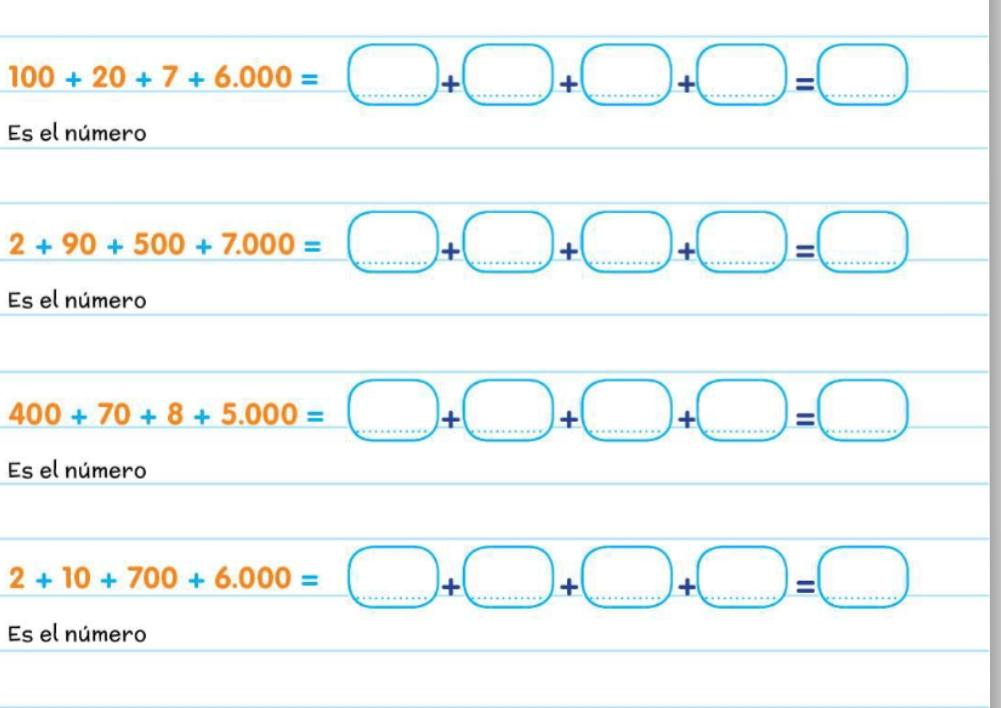 100 + 20 + 7 + 6.000 = + + + =
Es el número
2 + 90 + 500 + 7.000 = + + + =
Es el número
400 + 70 + 8 + 5.000 = + + + =
Es el número
2 + 10 + 700 + 6.000 = + + + =
Es el número